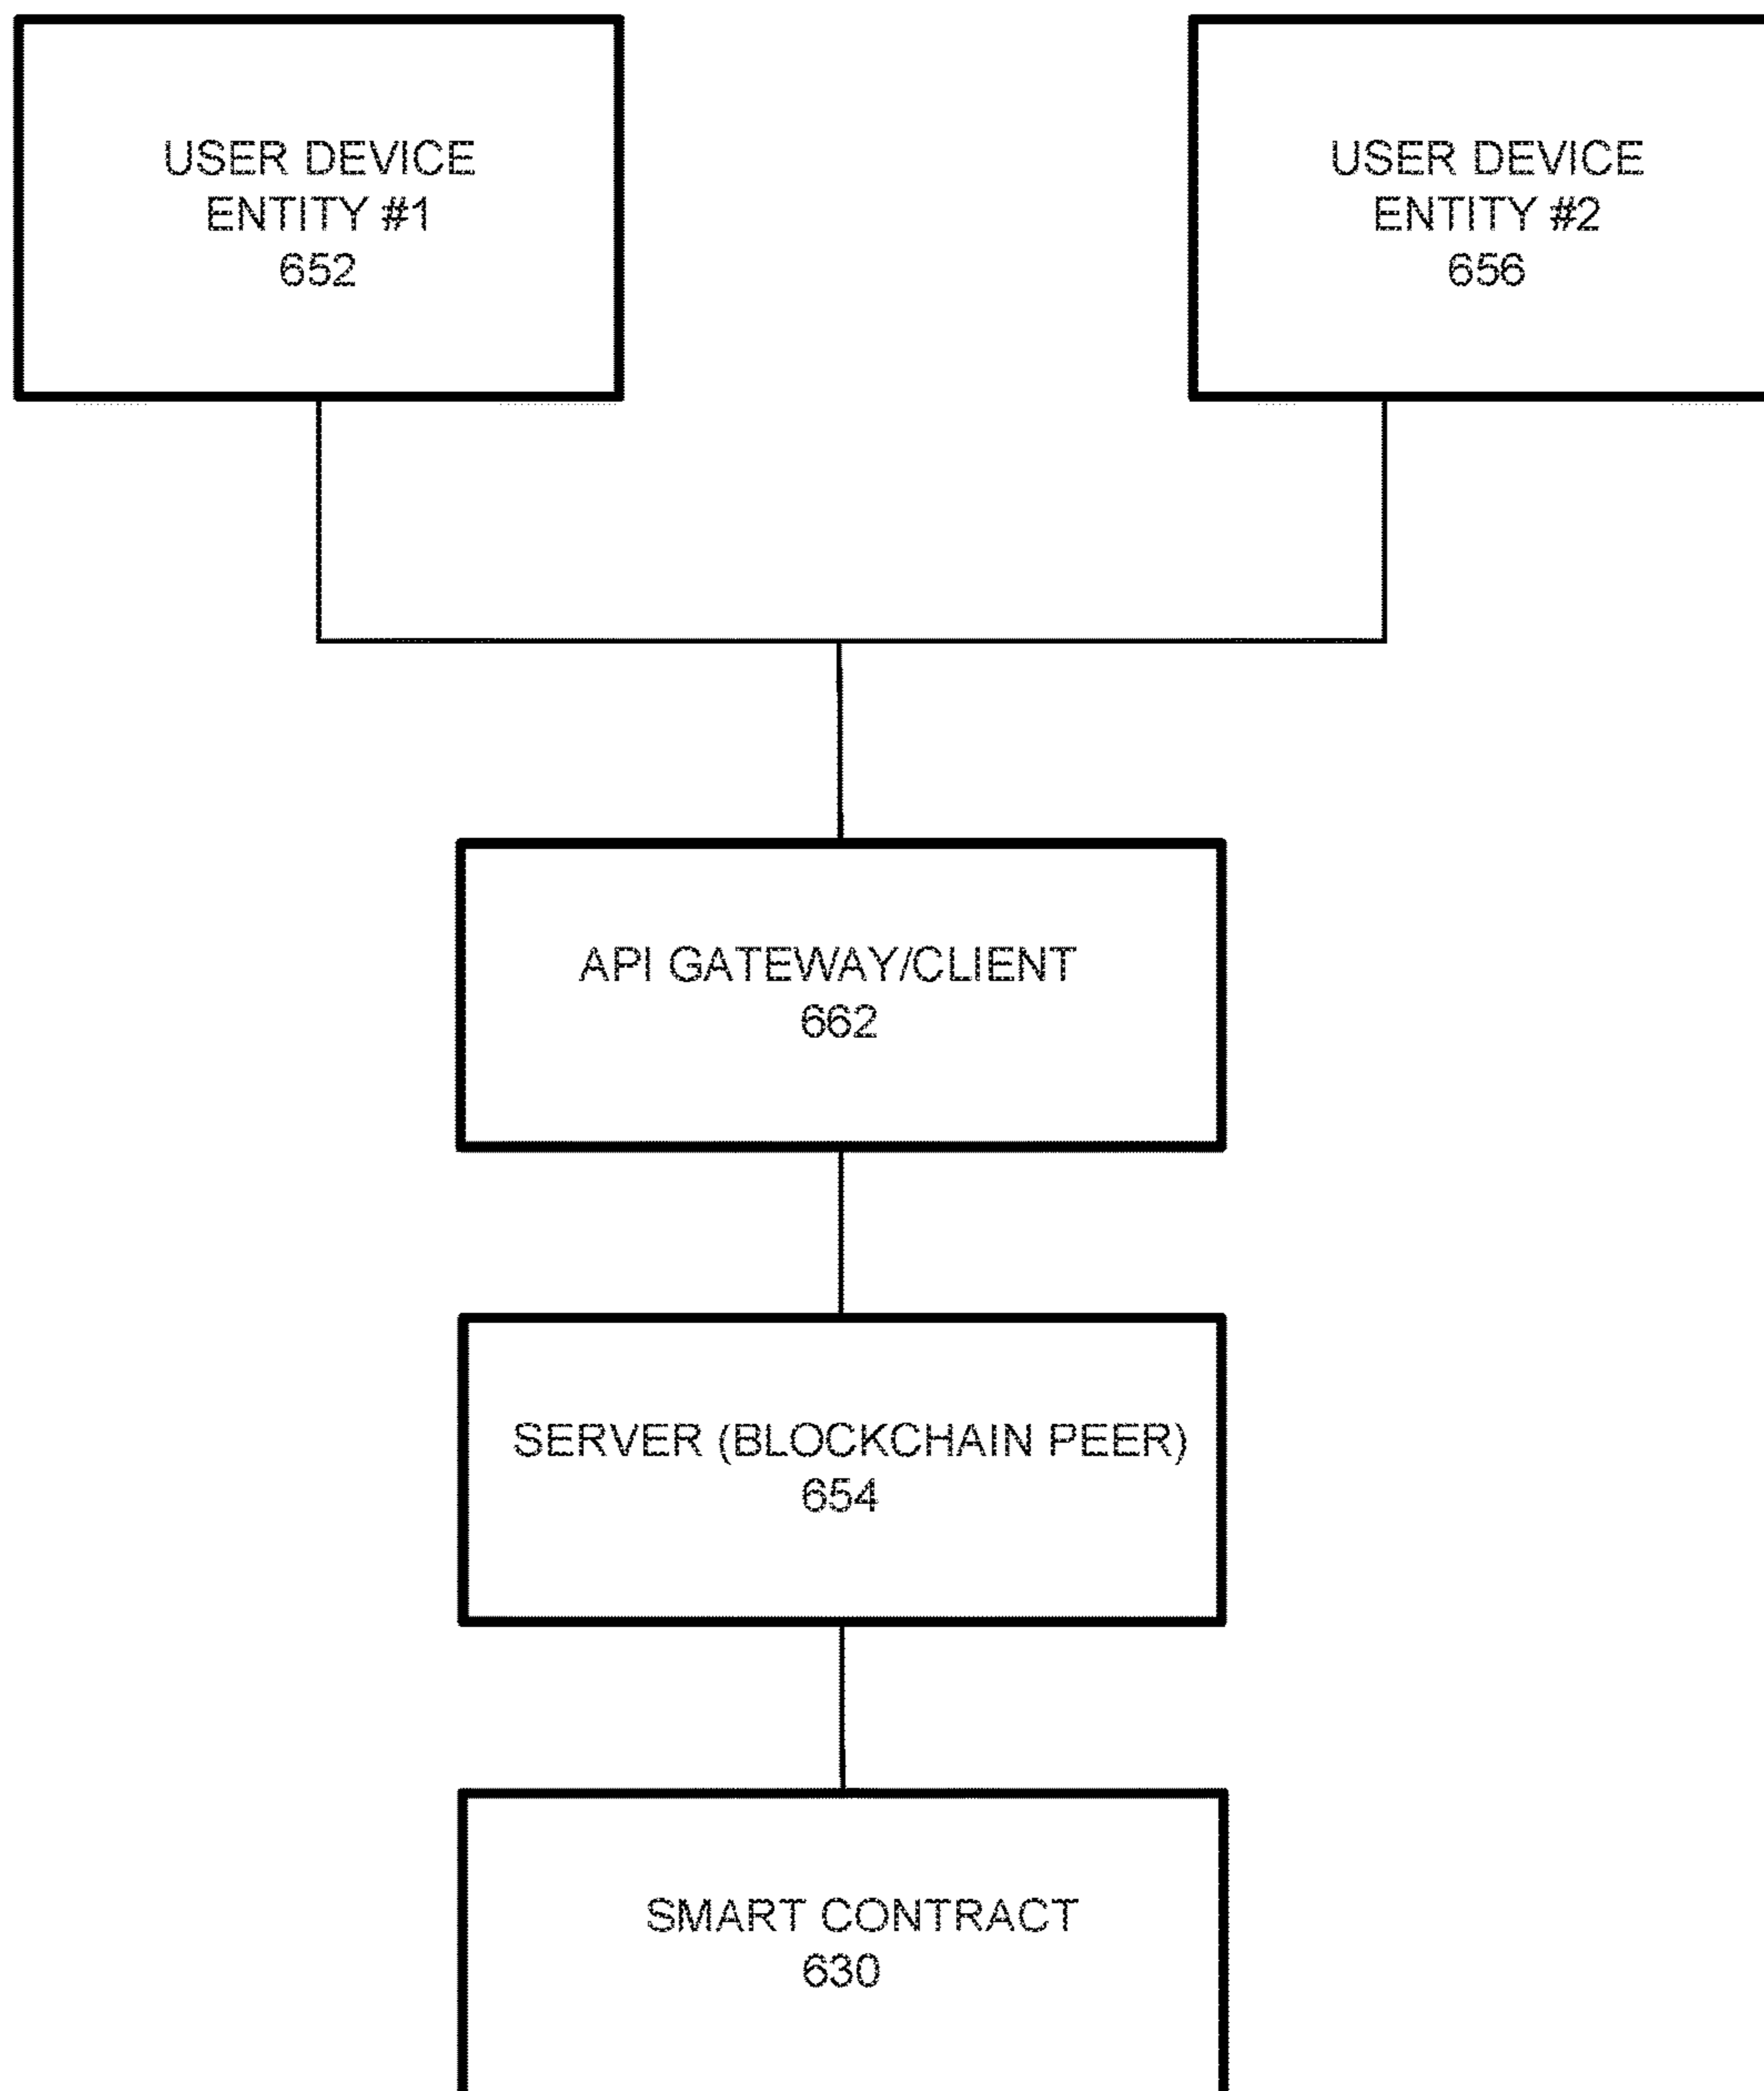 USER DEVICE
ENTITY #1
652
USER DEVICE
ENTITY #2
656
API GATEWAY/CLIENT
662
SERVER (BLOCKCHAIN PEER)
654
SMART CONTRACT
630